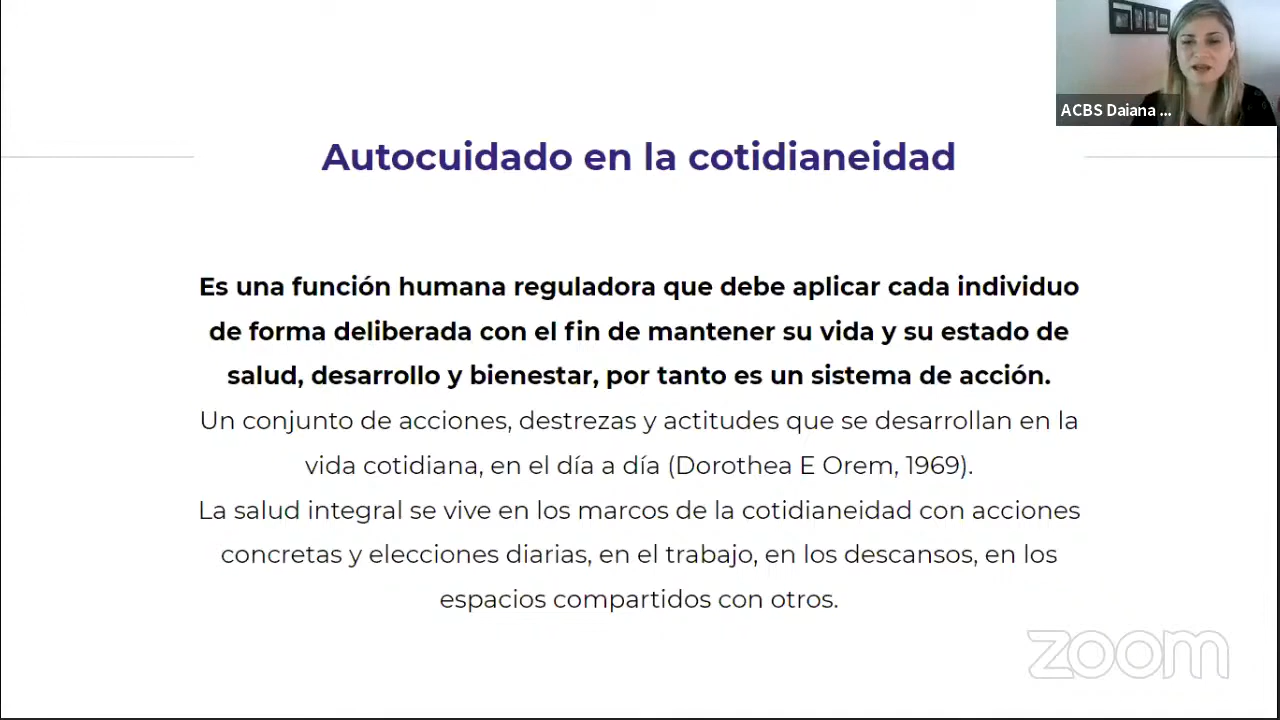 ACBS Daiana ...
Autocuidado en la cotidianeidad
Es una función humana reguladora que debe aplicar cada individuo
de forma deliberada con el fin de mantener su vida y su estado de
salud, desarrollo y bienestar, por tanto es un sistema de acción.
Un conjunto de acciones, destrezas y actitudes que se desarrollan en la
vida cotidiana, en el día a día (Dorothea E Orem, 1969).
La salud integral se vive en los marcos de la cotidianeidad con acciones
concretas y elecciones diarias, en el trabajo, en los descansos, en los
espacios compartidos con otros.
zoom